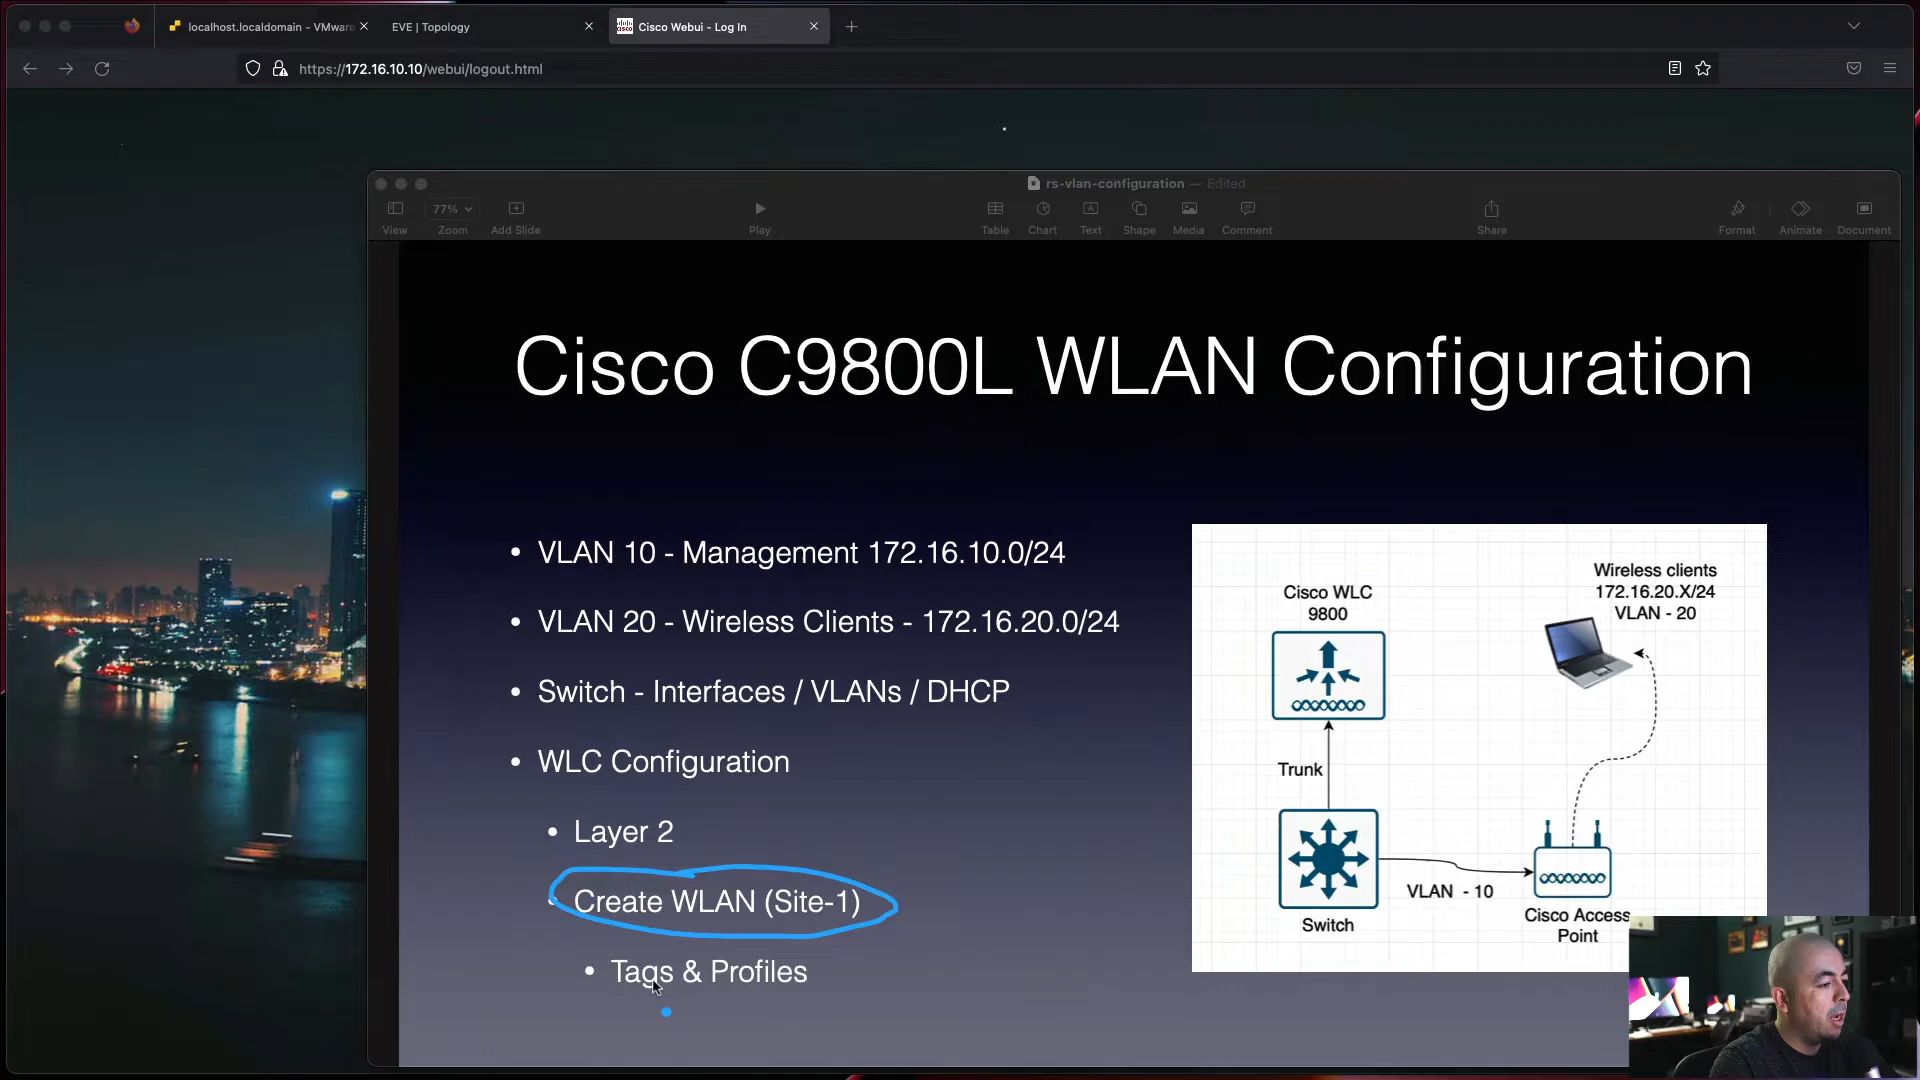 localhost.localdomain - VMware
EVE | Topology
Cisco Webui - Log In
https://172.16.10.10/webui/logout.html
rs-vlan-configuration — Edited
77%
View
Zoom
Add Slide
Play
Table
Chart
Text
Shape
Media
Comment
Share
Format
Animate
Document
Cisco C9800L WLAN Configuration
• VLAN 10 - Management 172.16.10.0/24
• VLAN 20 - Wireless Clients - 172.16.20.0/24
• Switch - Interfaces / VLANs / DHCP
• WLC Configuration
• Layer 2
• Create WLAN (Site-1)
• Tags & Profiles
Cisco WLC
9800
Wireless clients
172.16.20.X/24
VLAN - 20
Trunk
VLAN - 10
Switch
Cisco Access
Point